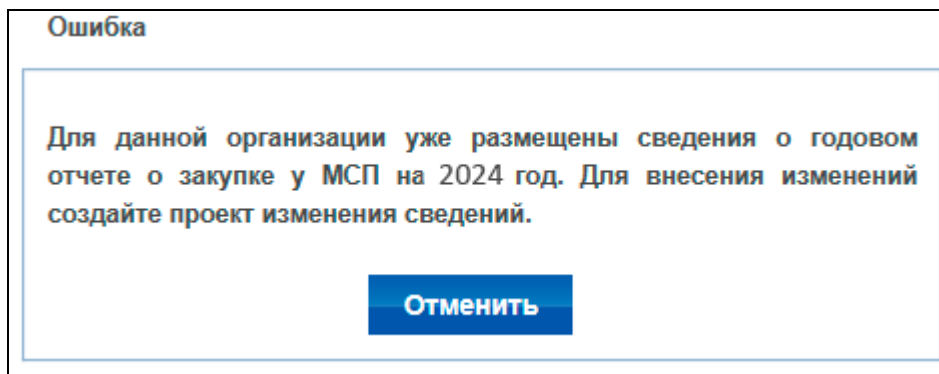 Ошибка
Для данной организации уже размещены сведения о годовом
отчете о закупке у МСП на 2024 год. Для внесения изменений
создайте проект изменения сведений.
Отменить